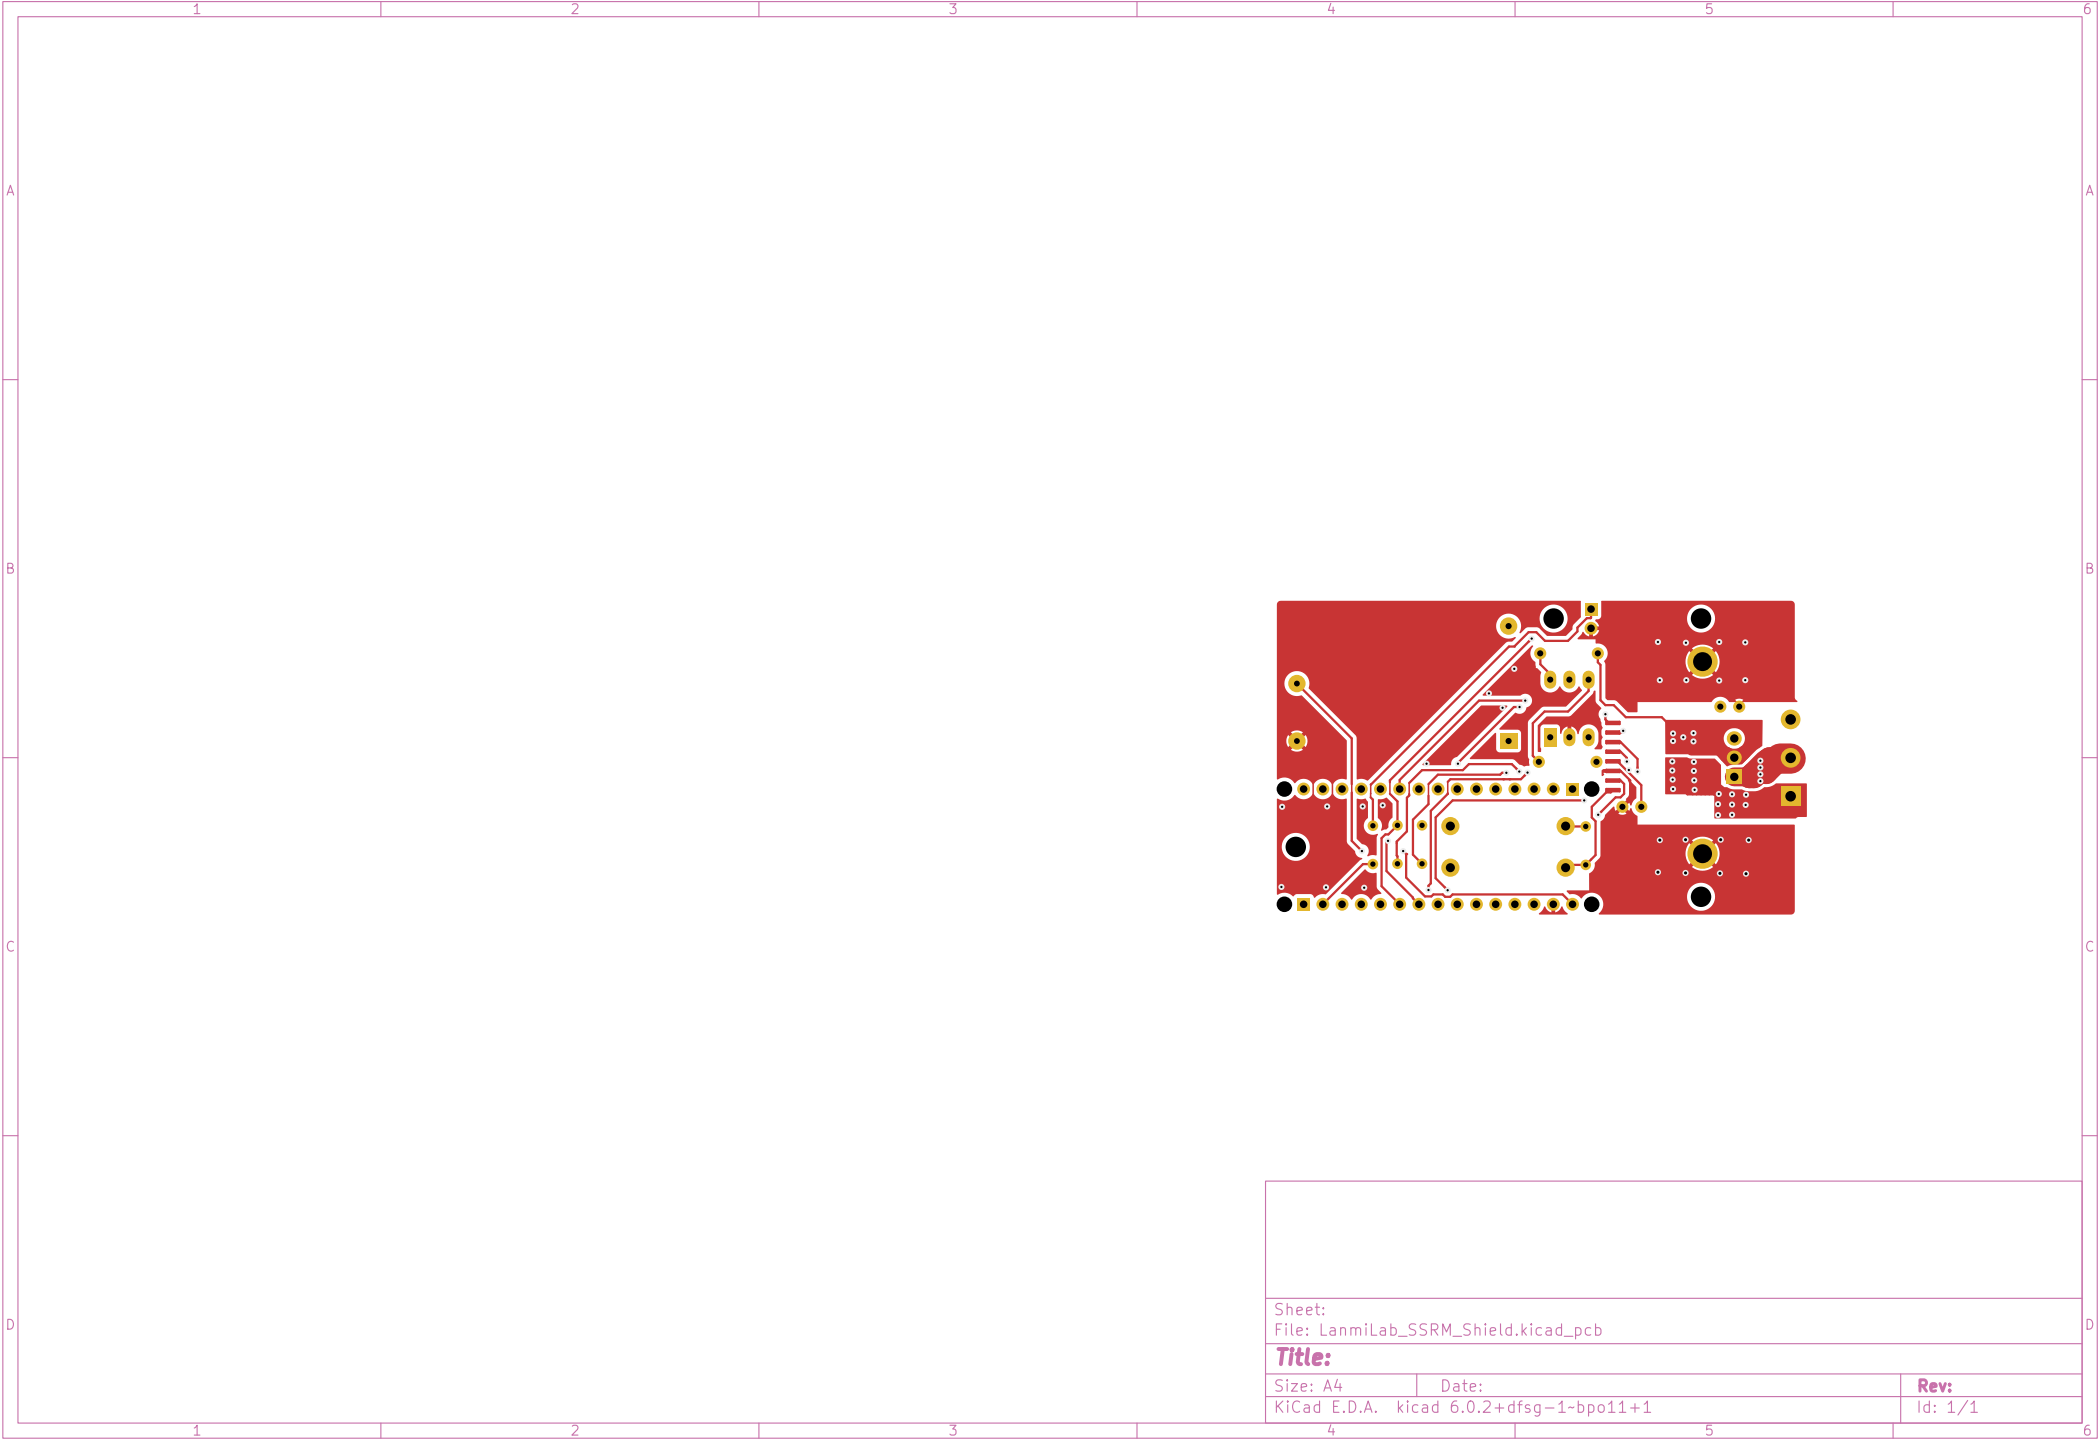 1 2 3 4 5 6
A A
B B
C C
D D
Sheet:
File: LanmiLab_SSRM_Shield.kicad_pcb
Title:
Size: A4 Date: Rev:
KiCad E.D.A. kicad 6.0.2+dfsg-1~bpo11+1 Id: 1/1
1 2 3 4 5 6